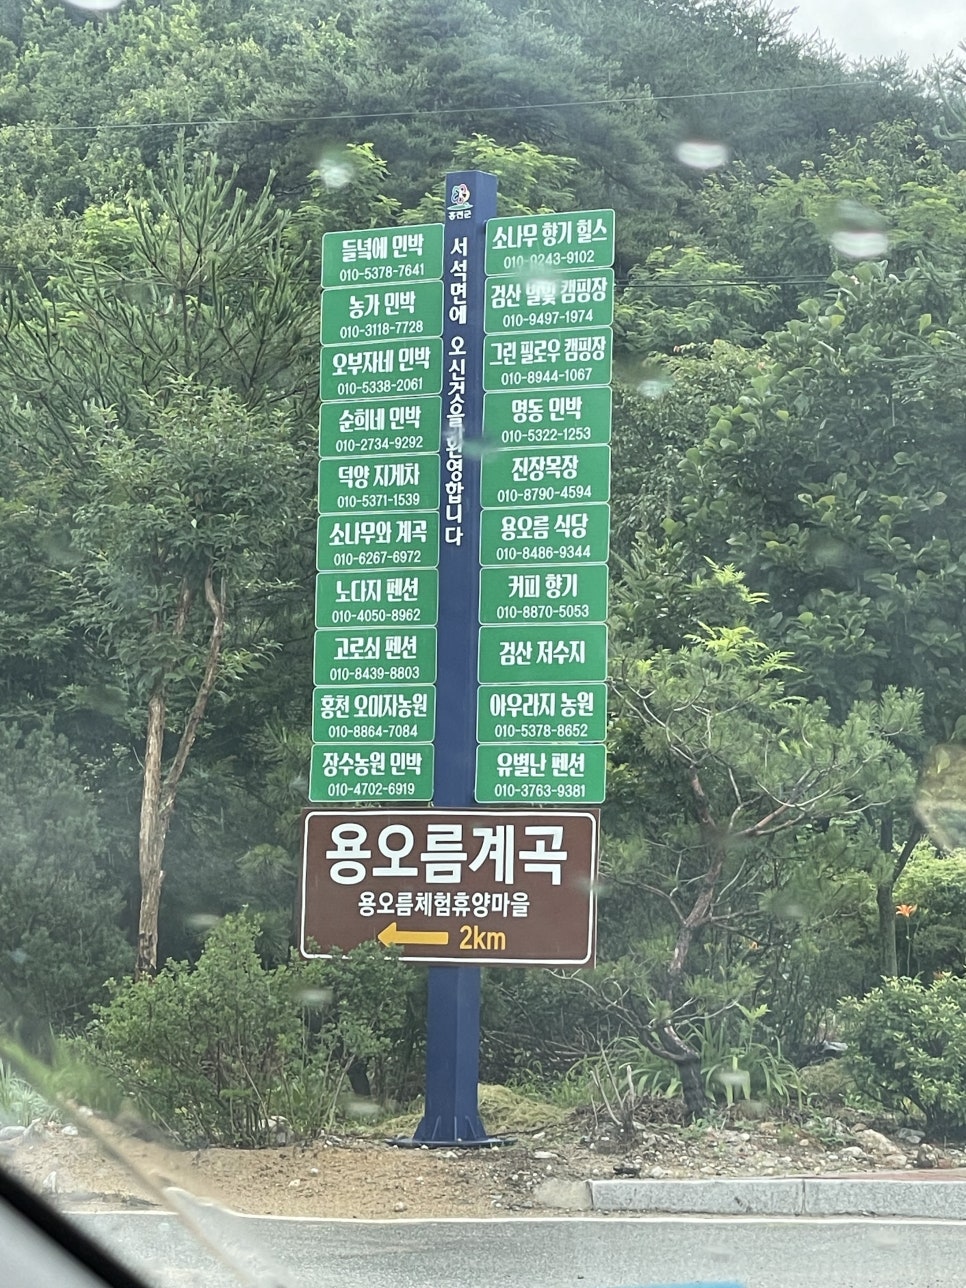 홍천군
서석면에 오신것을 환영합니다
들녘에 민박
010-5378-7641
농가 민박
010-3118-7728
오부자네 민박
010-5338-2061
순희네 민박
010-2734-9292
덕양 지게차
010-5371-1539
소나무와 계곡
010-6267-6972
노다지 펜션
010-4050-8962
고로쇠 펜션
010-8439-8803
홍천 오미자농원
010-8864-7084
장수농원 민박
010-4702-6919
소나무 향기 힐스
010-9243-9102
검산 별빛 캠핑장
010-9497-1974
그린 필로우 캠핑장
010-8944-1067
명동 민박
010-5322-1253
진장목장
010-8790-4594
용오름 식당
010-8486-9344
커피 향기
010-8870-5053
검산 저수지
아우라지 농원
010-5378-8652
유별난 펜션
010-3763-9381
용오름계곡
용오름체험휴양마을
2km